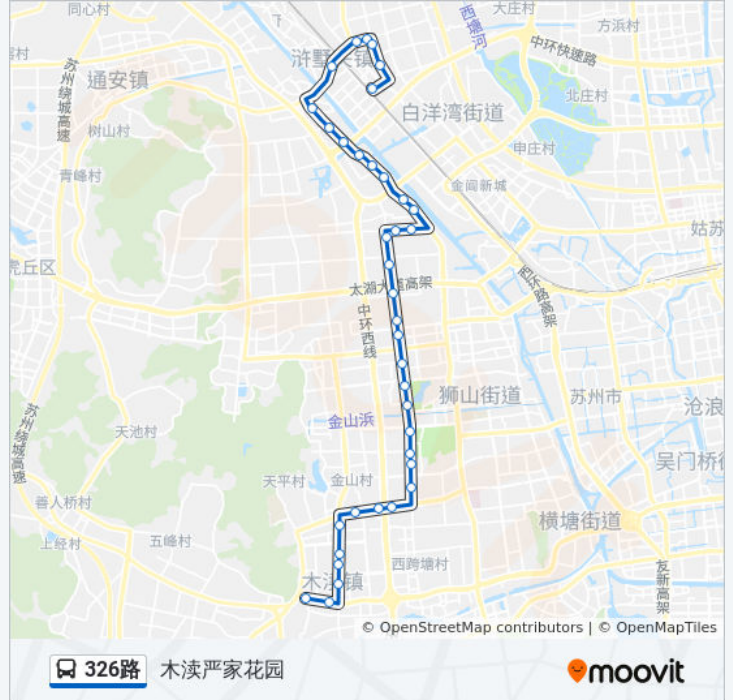 同心村
下
西塘河
大庄村
方浜村
浒墅关镇
中环快速路
苏州绕城高速
通安镇
北庄村
白洋湾街道
树山村
申庄村
青峰村
金阊新城
姑苏
虎丘区
西环路高架
太湖大道高架
中环西线
狮山街道
苏州市
沧浪
苏州绕城高速
金山浜
天池村
吴门桥街
天平村
金山村
善人桥村
横塘街道
上经村
五峰村
西跨塘村
友新高架
木渎镇
© OpenStreetMap contributors | © OpenMapTiles
326路 木渎严家花园
moovit